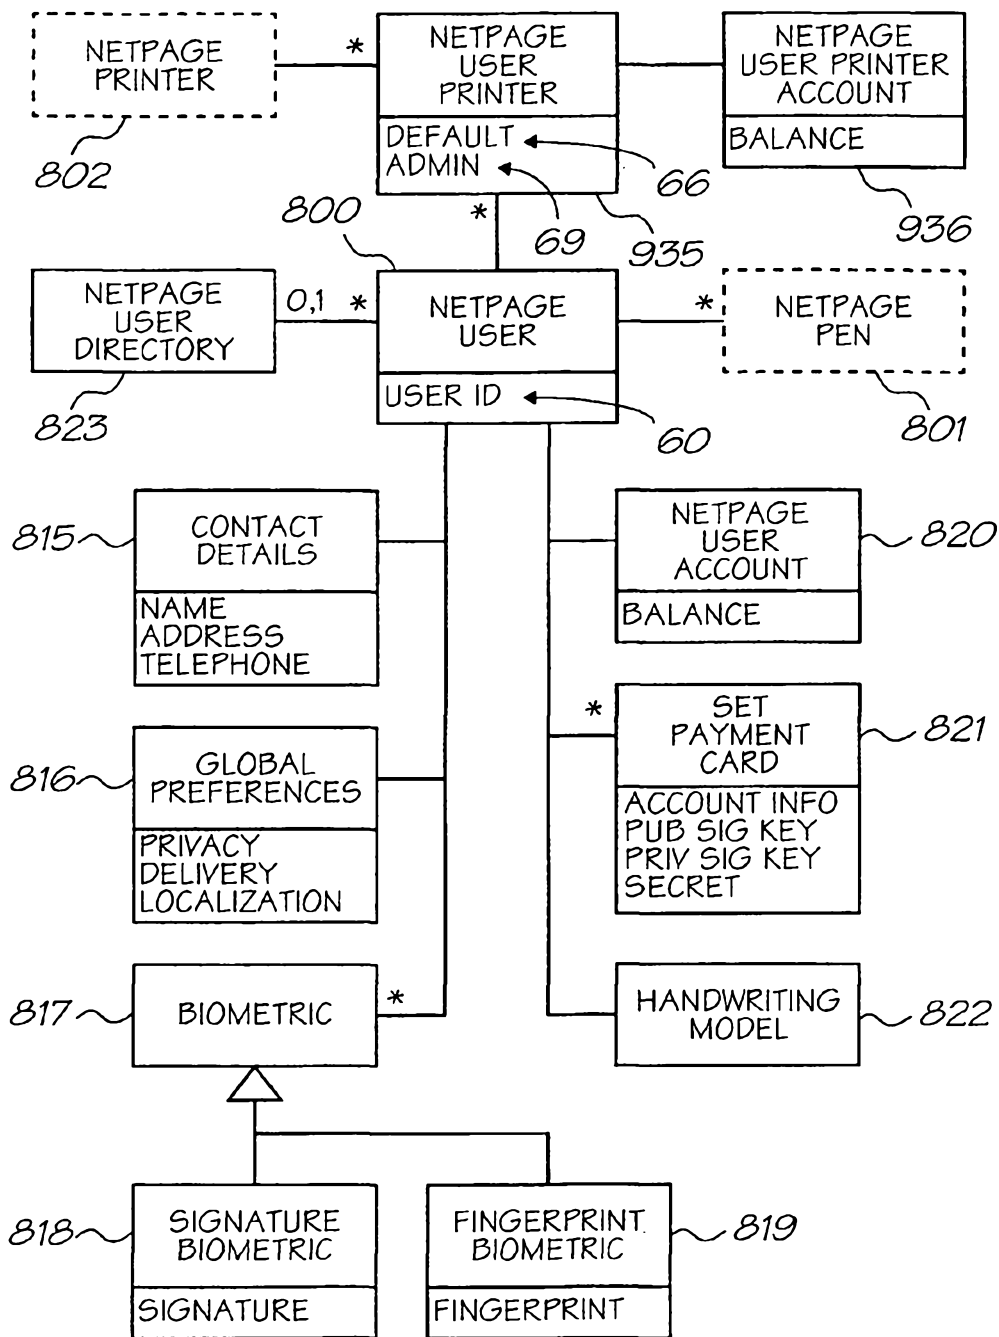 NETPAGE
PRINTER
802
*
NETPAGE
USER
PRINTER
DEFAULT
ADMIN
66
69
935
NETPAGE
USER PRINTER
ACCOUNT
BALANCE
936
*
800
NETPAGE
USER
DIRECTORY
823
0,1 *
NETPAGE
USER
USER ID
60
*
NETPAGE
PEN
801
815
CONTACT
DETAILS
NAME
ADDRESS
TELEPHONE
NETPAGE
USER
ACCOUNT
BALANCE
820
816
GLOBAL
PREFERENCES
PRIVACY
DELIVERY
LOCALIZATION
*
SET
PAYMENT
CARD
ACCOUNT INFO
PUB SIG KEY
PRIV SIG KEY
SECRET
821
817
BIOMETRIC
*
HANDWRITING
MODEL
822
818
SIGNATURE
BIOMETRIC
SIGNATURE
FINGERPRINT
BIOMETRIC
FINGERPRINT
819